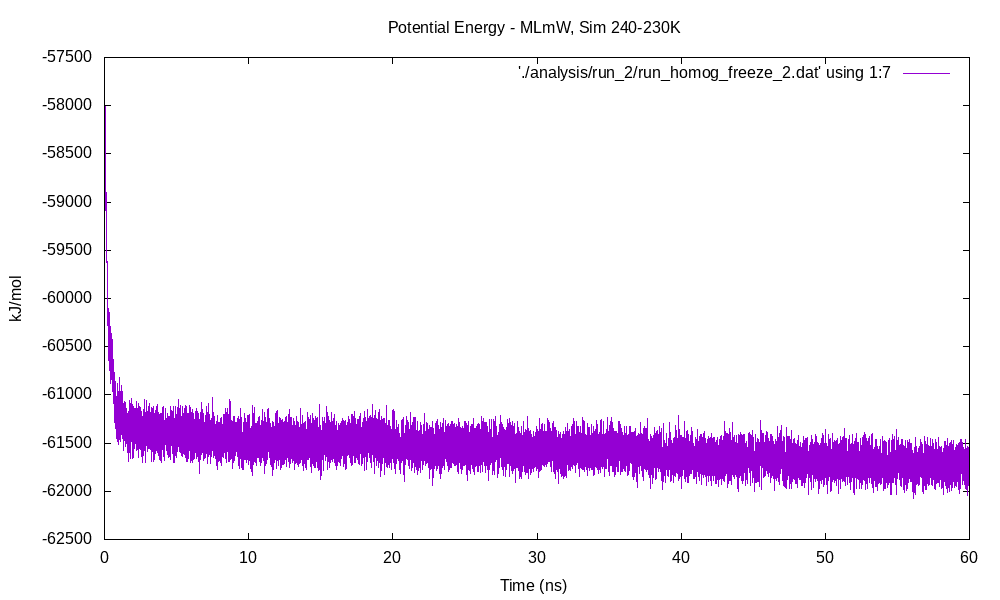 Potential Energy - MLmW, Sim 240-230K
'./analysis/run_2/run_homog_freeze_2.dat' using 1:7
-57500
-58000
-58500
-59000
-59500
-60000
-60500
-61000
-61500
-62000
-62500
kJ/mol
0 10 20 30 40 50 60
Time (ns)